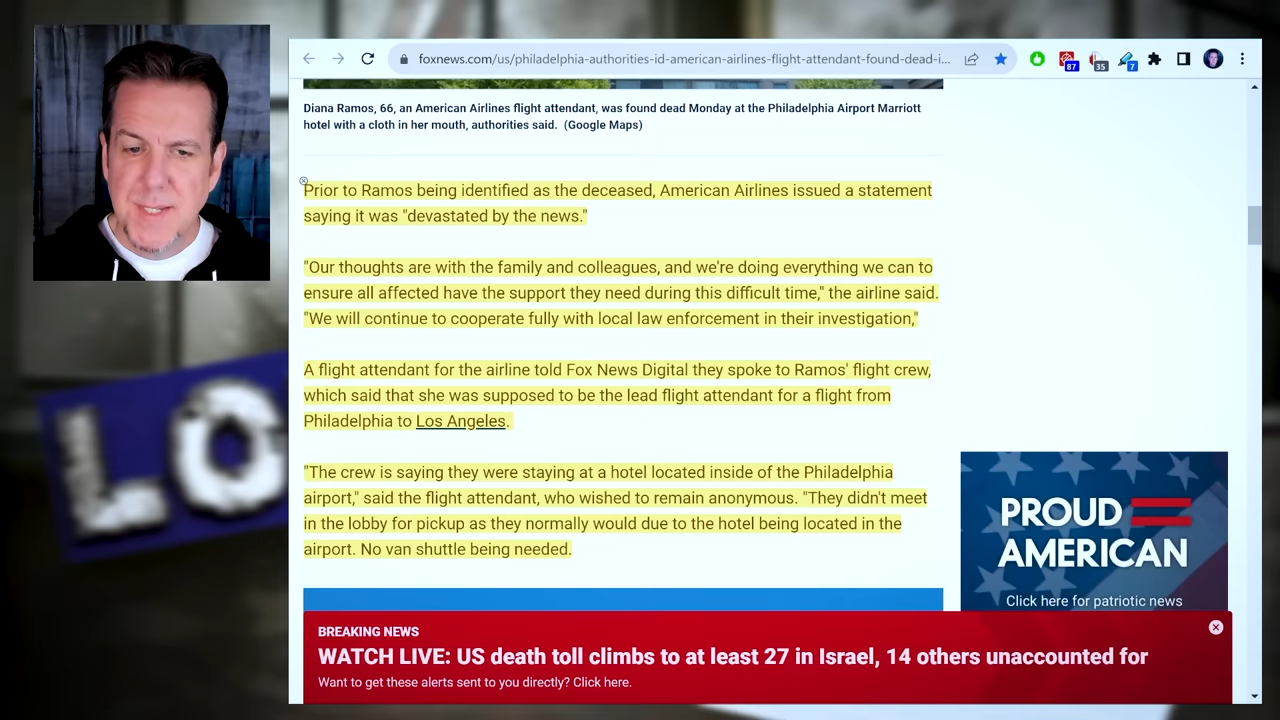 foxnews.com/us/philadelphia-authorities-id-american-airlines-flight-attendant-found-dead-i...
87
35
7
Diana Ramos, 66, an American Airlines flight attendant, was found dead Monday at the Philadelphia Airport Marriott
hotel with a cloth in her mouth, authorities said. (Google Maps)
Prior to Ramos being identified as the deceased, American Airlines issued a statement
saying it was "devastated by the news."
"Our thoughts are with the family and colleagues, and we're doing everything we can to
ensure all affected have the support they need during this difficult time," the airline said.
"We will continue to cooperate fully with local law enforcement in their investigation,"
A flight attendant for the airline told Fox News Digital they spoke to Ramos' flight crew,
which said that she was supposed to be the lead flight attendant for a flight from
Philadelphia to Los Angeles.
"The crew is saying they were staying at a hotel located inside of the Philadelphia
airport," said the flight attendant, who wished to remain anonymous. "They didn't meet
in the lobby for pickup as they normally would due to the hotel being located in the
airport. No van shuttle being needed.
PROUD
AMERICAN
Click here for patriotic news
BREAKING NEWS
WATCH LIVE: US death toll climbs to at least 27 in Israel, 14 others unaccounted for
Want to get these alerts sent to you directly? Click here.
LO